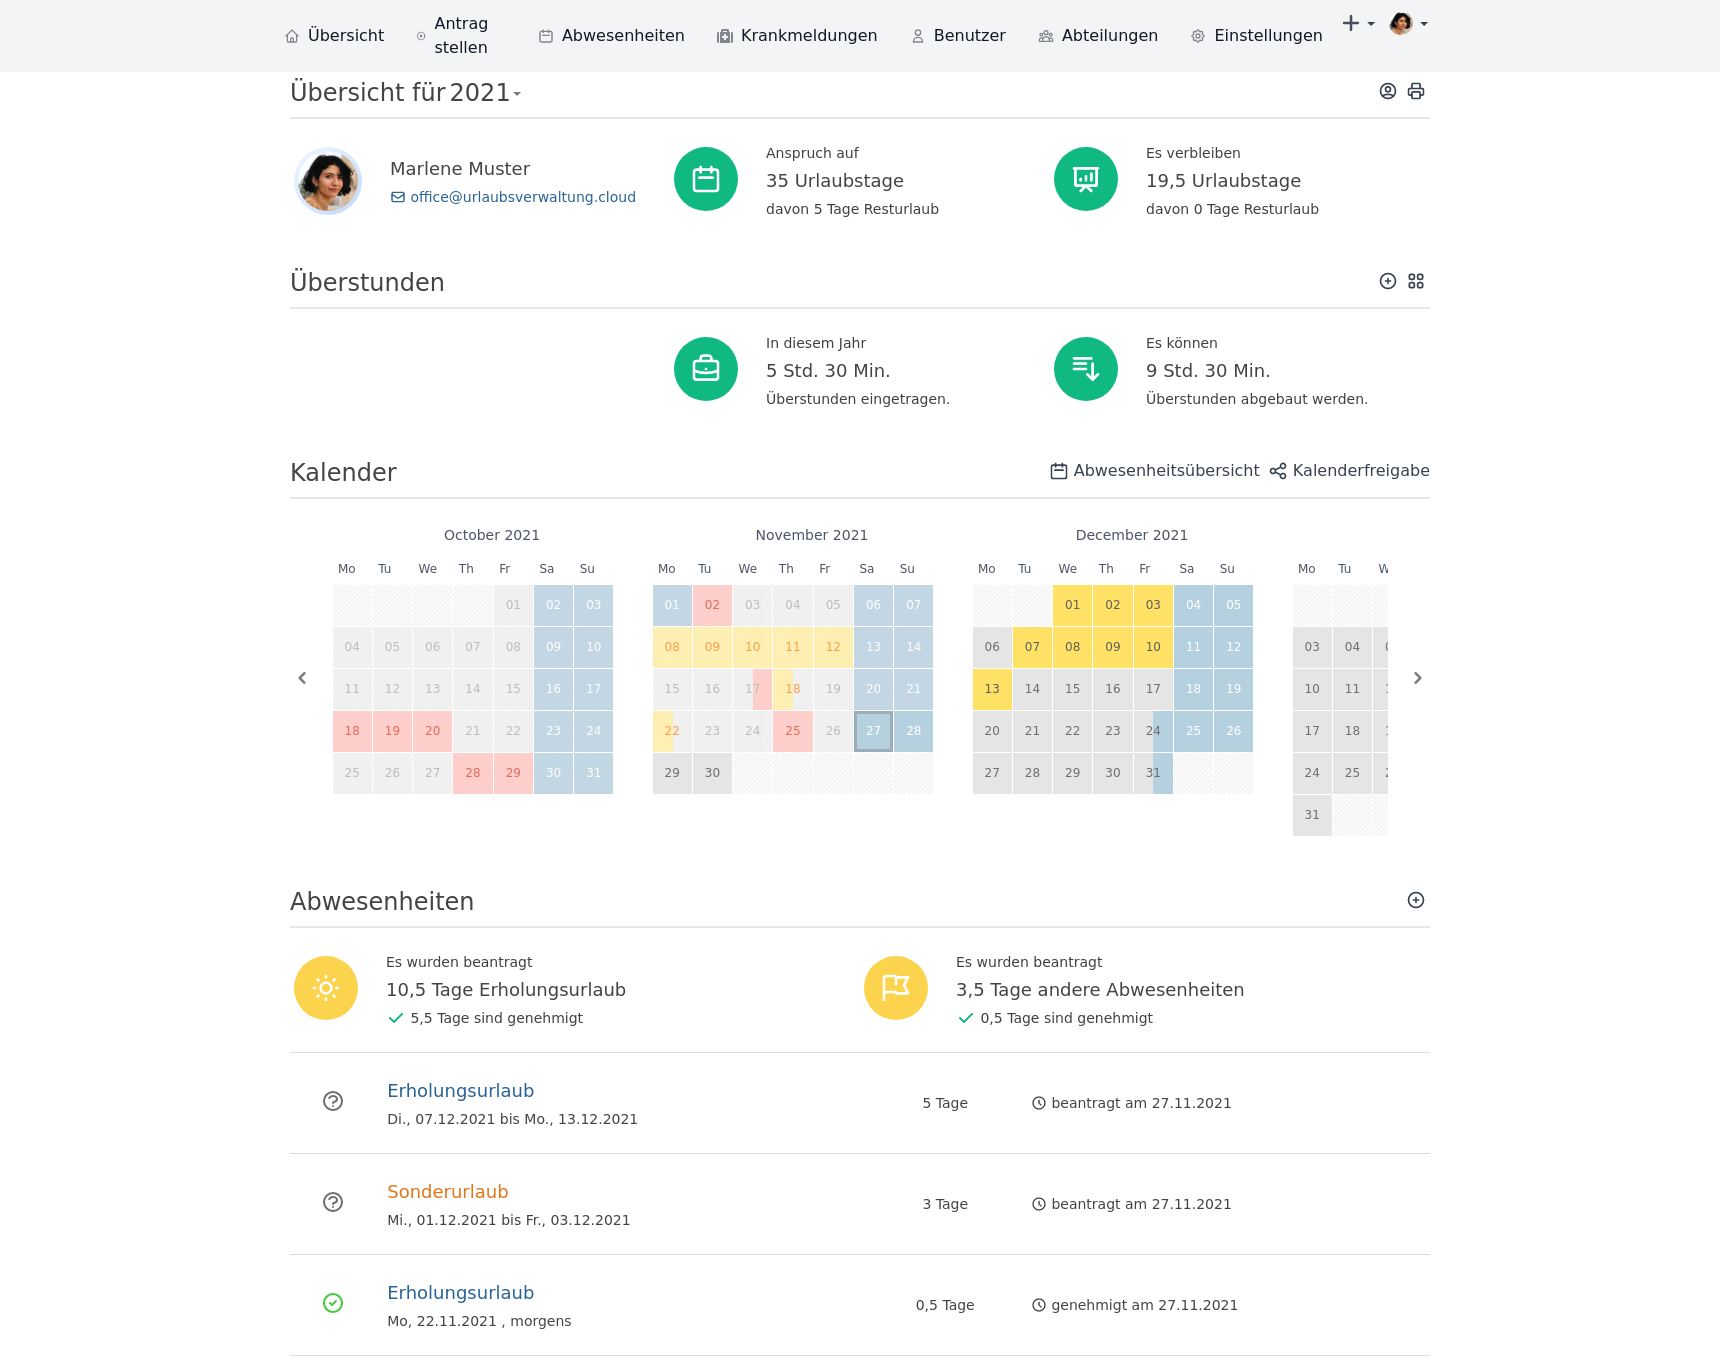 Übersicht
Antrag stellen
Abwesenheiten
Krankmeldungen
Benutzer
Abteilungen
Einstellungen
Übersicht für 2021
Marlene Muster
office@urlaubsverwaltung.cloud
Anspruch auf
35 Urlaubstage
davon 5 Tage Resturlaub
Es verbleiben
19,5 Urlaubstage
davon 0 Tage Resturlaub
Überstunden
In diesem Jahr
5 Std. 30 Min.
Überstunden eingetragen.
Es können
9 Std. 30 Min.
Überstunden abgebaut werden.
Kalender
Abwesenheitsübersicht
Kalenderfreigabe
October 2021
Mo Tu We Th Fr Sa Su
01 02 03
04 05 06 07 08 09 10
11 12 13 14 15 16 17
18 19 20 21 22 23 24
25 26 27 28 29 30 31
November 2021
Mo Tu We Th Fr Sa Su
01 02 03 04 05 06 07
08 09 10 11 12 13 14
15 16 17 18 19 20 21
22 23 24 25 26 27 28
29 30
December 2021
Mo Tu We Th Fr Sa Su
01 02 03 04 05
06 07 08 09 10 11 12
13 14 15 16 17 18 19
20 21 22 23 24 25 26
27 28 29 30 31
Mo Tu
03 04
10 11
17 18
24 25
31
Abwesenheiten
Es wurden beantragt
10,5 Tage Erholungsurlaub
5,5 Tage sind genehmigt
Es wurden beantragt
3,5 Tage andere Abwesenheiten
0,5 Tage sind genehmigt
Erholungsurlaub
Di., 07.12.2021 bis Mo., 13.12.2021
5 Tage
beantragt am 27.11.2021
Sonderurlaub
Mi., 01.12.2021 bis Fr., 03.12.2021
3 Tage
beantragt am 27.11.2021
Erholungsurlaub
Mo, 22.11.2021 , morgens
0,5 Tage
genehmigt am 27.11.2021